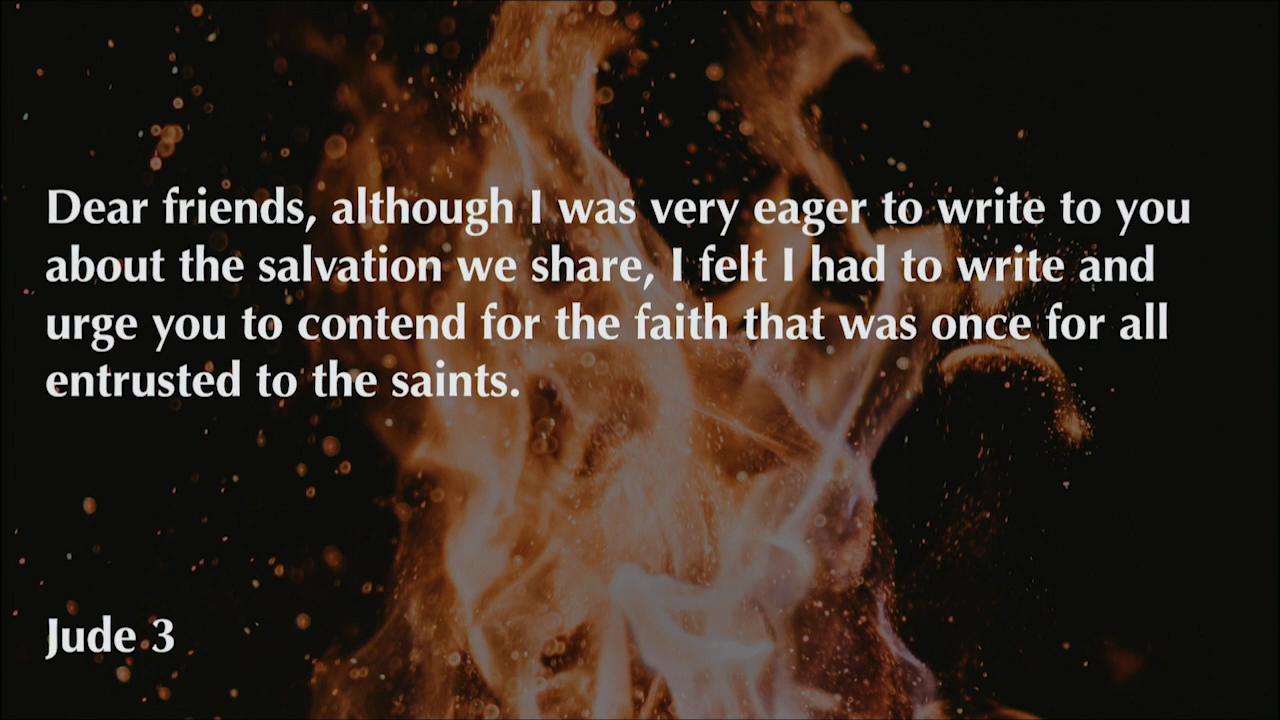 Dear friends, although I was very eager to write to you
about the salvation we share, I felt I had to write and
urge you to contend for the faith that was once for all
entrusted to the saints.
Jude 3